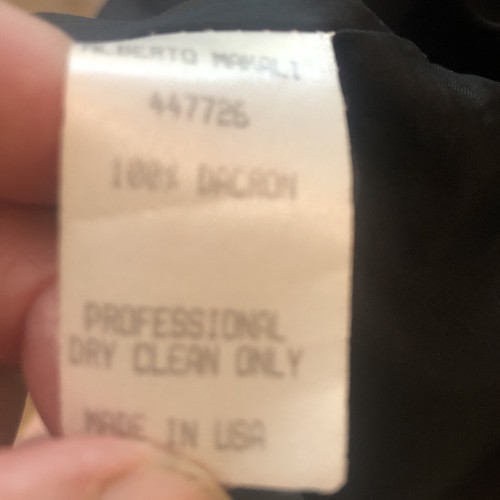 ALBERTO MAKALI
447726
100% DACRON
PROFESSIONAL
DRY CLEAN ONLY
MADE IN USA